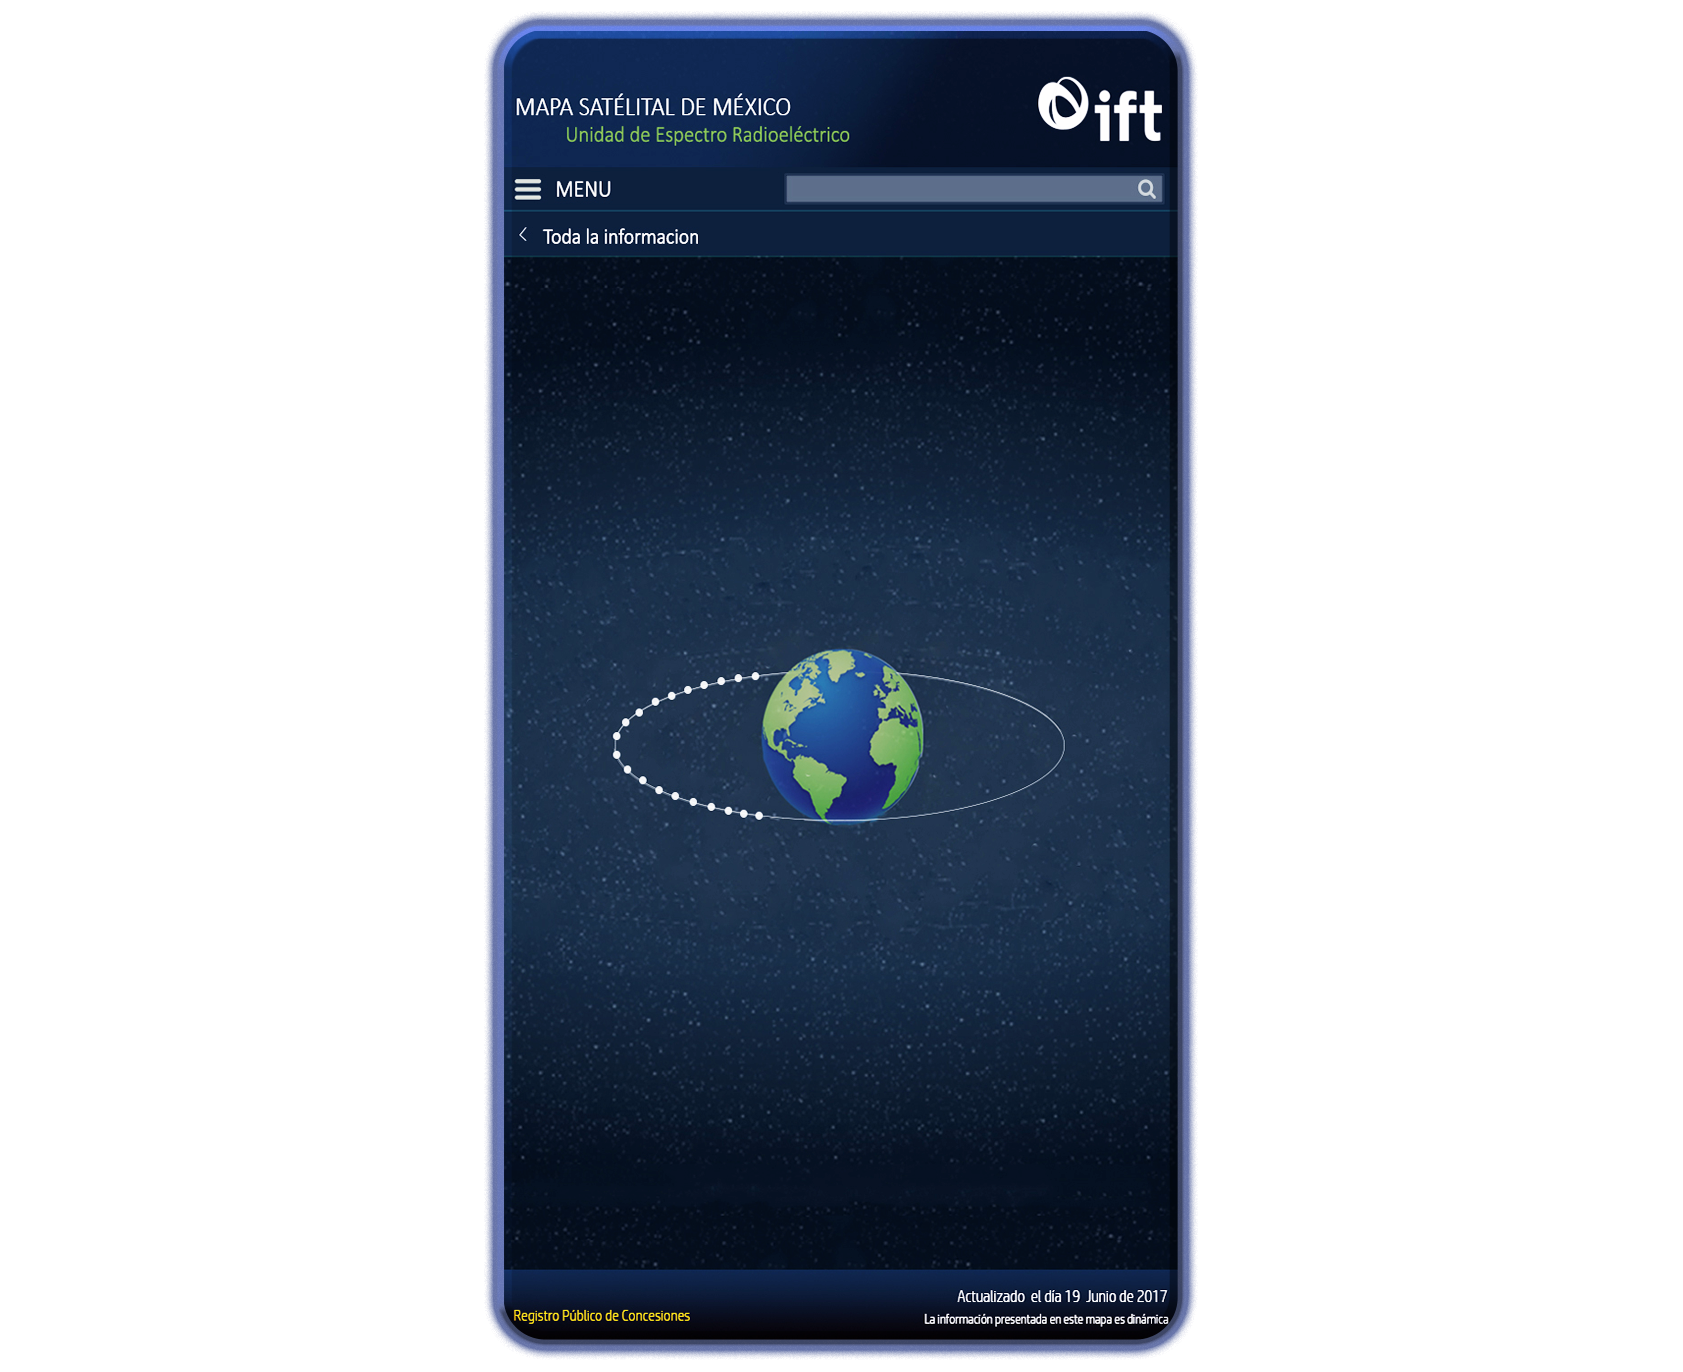 MAPA SATÉLITAL DE MÉXICO
Unidad de Espectro Radioeléctrico
ift
MENU
Toda la informacion
Actualizado el día 19 Junio de 2017
Registro Público de Concesiones
La información presentada en este mapa es dinámica